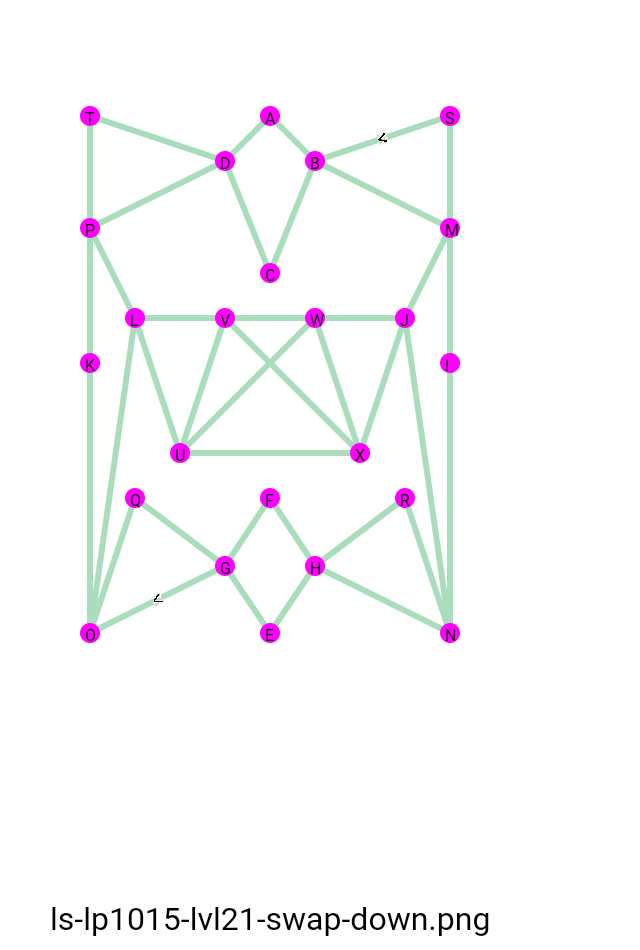 T A S
D B
P M
C
L V W J
K I
U X
Q F R
G H
O E N
ls-lp1015-lvl21-swap-down.png